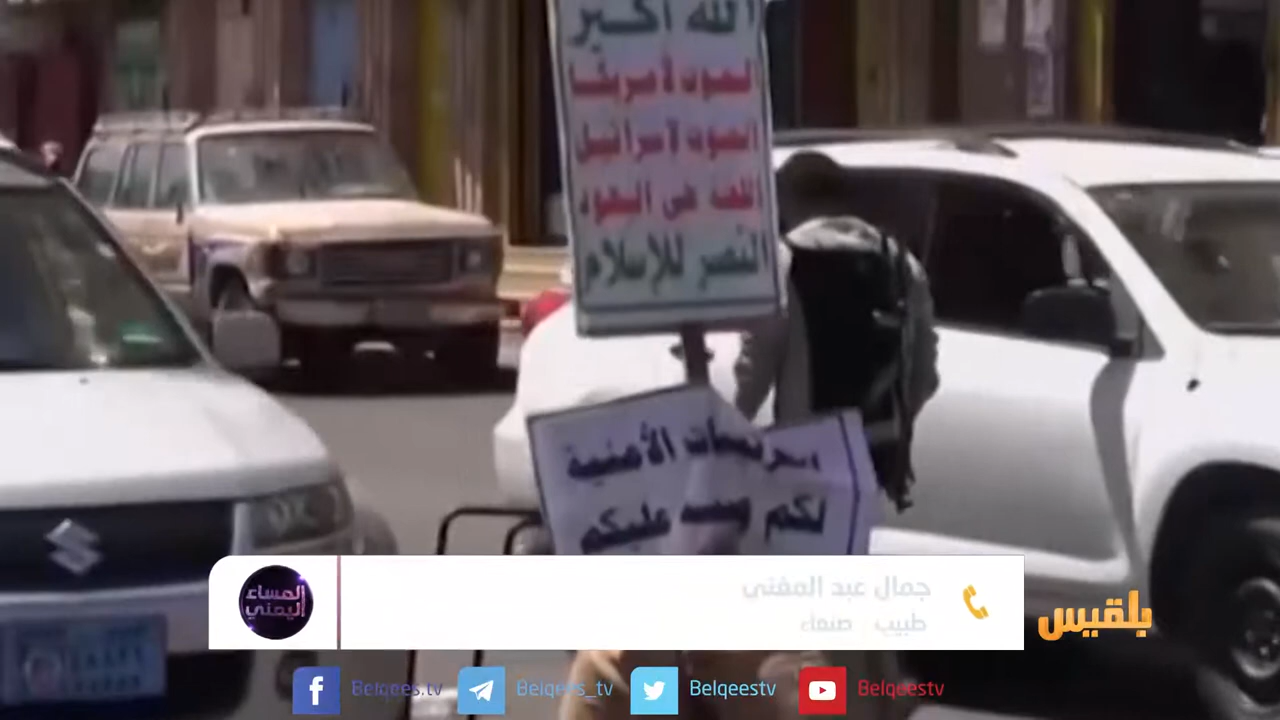 الله أكبر
الموت لأمريكا
الموت لإسرائيل
اللعنة على اليهود
النصر للإسلام
الأمنية
لكم عليكم
المساء
اليمني
جمال عبد المغني
طبيب - صنعاء
بلقيس
Belqees.tv
Belqees_tv
Belqeestv
Belqeestv